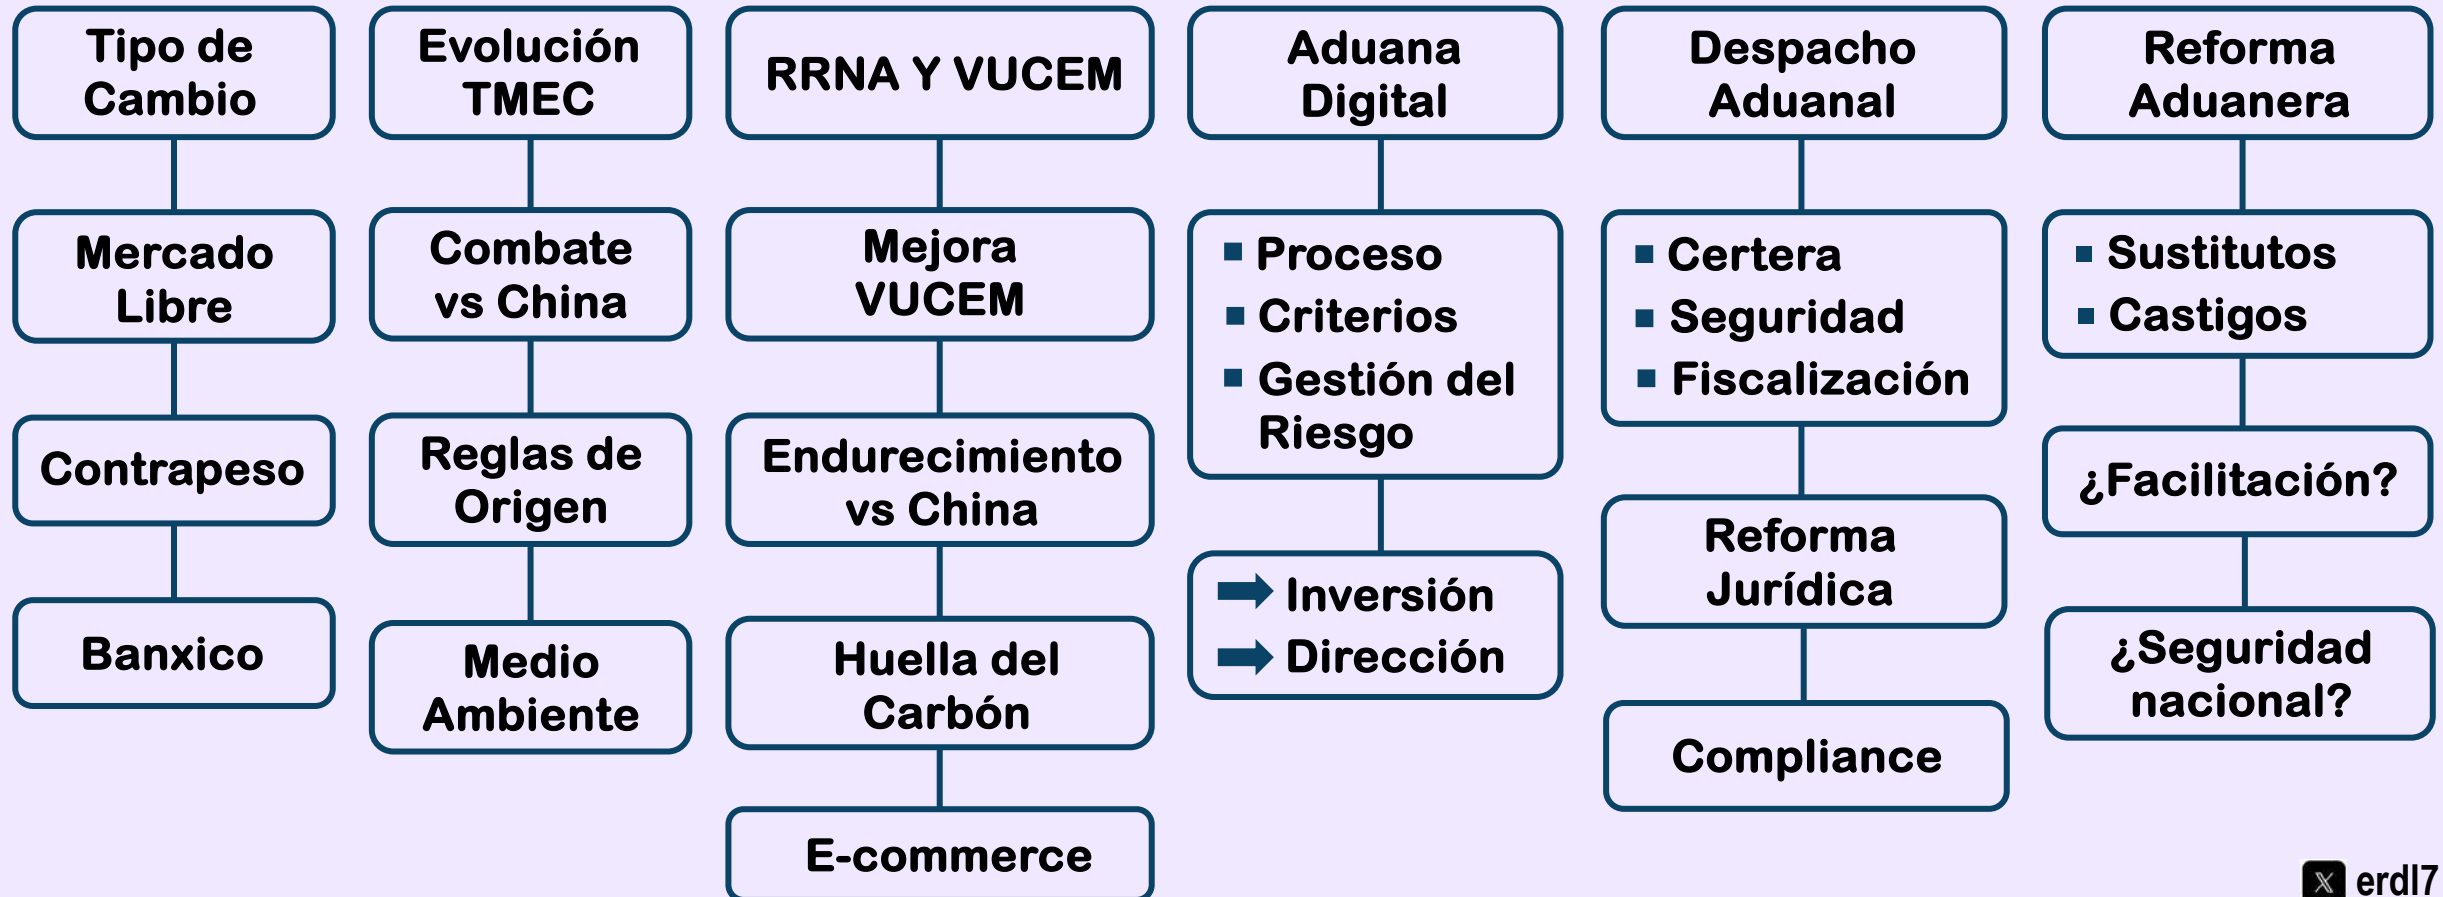 Tipo de
Cambio
Mercado
Libre
Contrapeso
Banxico
Evolución
TMEC
Combate
vs China
Reglas de
Origen
Medio
Ambiente
RRNA Y VUCEM
Mejora
VUCEM
Endurecimiento
vs China
Huella del
Carbón
E-commerce
Aduana
Digital
Proceso
Criterios
Gestión del
Riesgo
Inversión
Dirección
Despacho
Aduanal
Certera
Seguridad
Fiscalización
Reforma
Jurídica
Compliance
Reforma
Aduanera
Sustitutos
Castigos
¿Facilitación?
¿Seguridad
nacional?
erdl7